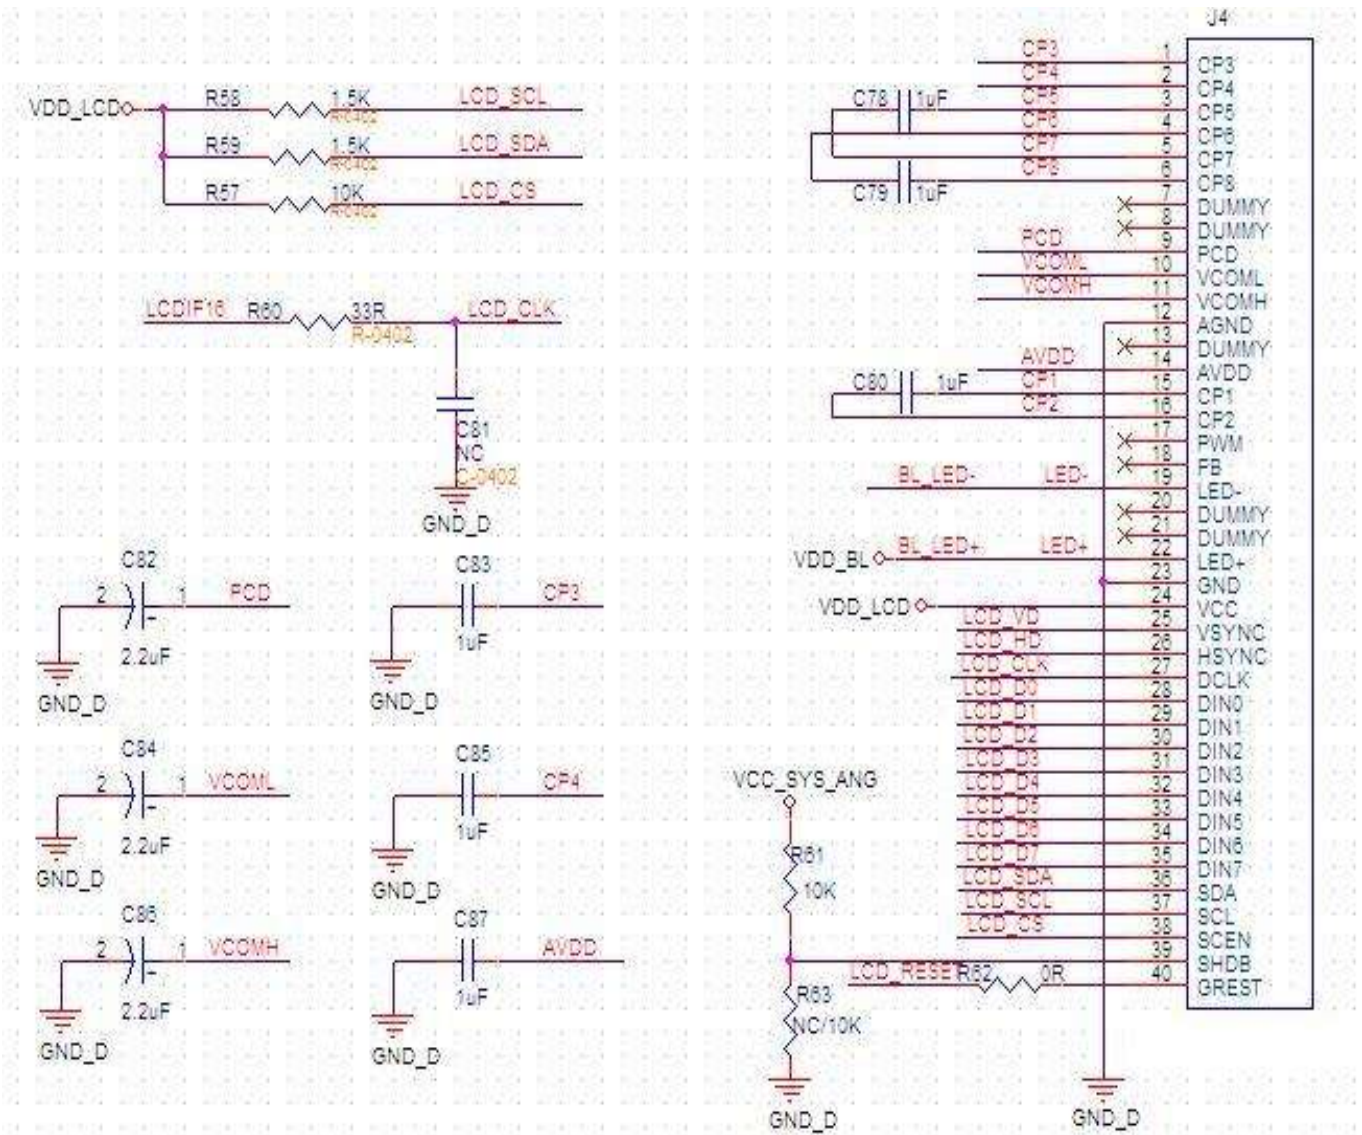 VDD_LCD
R58
1.5K
R-0402
LCD_SCL
R59
1.5K
R-0402
LCD_SDA
R57
10K
R-0402
LCD_CS
LCDIF16
R60
33R
R-0402
LCD_CLK
C81
NC
C-0402
GND_D
C82
2
1
PCD
2.2uF
GND_D
C83
CP3
1uF
GND_D
C84
2
1
VCOML
2.2uF
GND_D
C85
CP4
1uF
GND_D
C86
2
1
VCOMH
2.2uF
GND_D
C87
AVDD
1uF
GND_D
J4
CP3 1 CP3
CP4 2 CP4
C78 1uF CP5 3 CP5
CP6 4 CP6
CP7 5 CP7
C79 1uF CP8 6 CP8
7 DUMMY
8 DUMMY
PCD 9 PCD
VCOML 10 VCOML
VCOMH 11 VCOMH
12 AGND
13 DUMMY
AVDD 14 AVDD
C80 1uF CP1 15 CP1
CP2 16 CP2
17 PWM
18 FB
BL_LED- LED- 19 LED-
20 DUMMY
21 DUMMY
VDD_BL BL_LED+ LED+ 22 LED+
23 GND
VDD_LCD 24 VCC
LCD_VD 25 VSYNC
LCD_HD 26 HSYNC
LCD_CLK 27 DCLK
LCD_D0 28 DIN0
LCD_D1 29 DIN1
LCD_D2 30 DIN2
LCD_D3 31 DIN3
LCD_D4 32 DIN4
LCD_D5 33 DIN5
LCD_D6 34 DIN6
LCD_D7 35 DIN7
LCD_SDA 36 SDA
LCD_SCL 37 SCL
LCD_CS 38 SCEN
39 SHDB
LCD_RESET R62 0R 40 GREST
VCC_SYS_ANG
R61
10K
R63
NC/10K
GND_D
GND_D